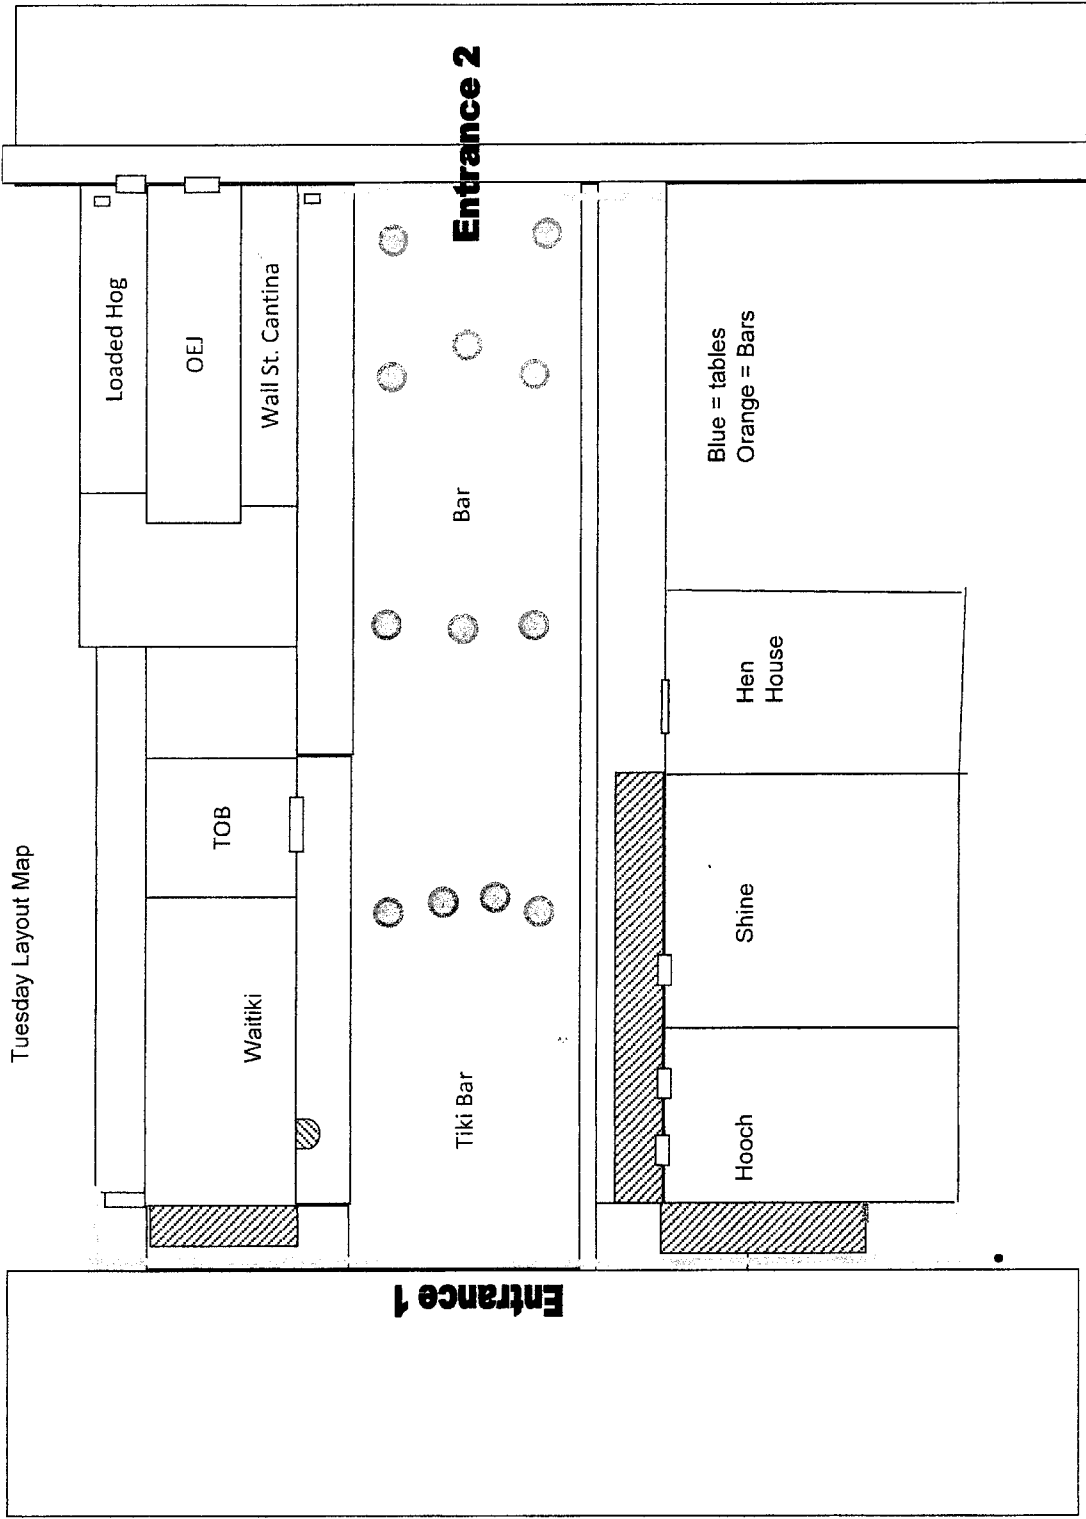 Tuesday Layout Map
Loaded Hog
OEJ
Wall St. Cantina
TOB
Waitiki
Entrance 2
Bar
Tiki Bar
Entrance 1
Blue = tables
Orange = Bars
Hen
House
Shine
Hooch